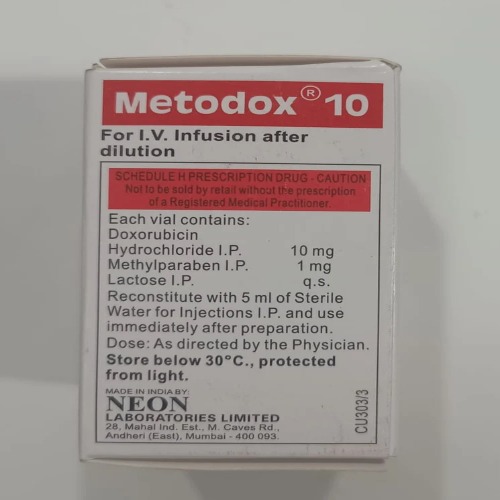 Metodox® 10
For I.V. Infusion after
dilution
SCHEDULE H PRESCRIPTION DRUG - CAUTION
Not to be sold by retail without the prescription
of a Registered Medical Practitioner.
Each vial contains:
Doxorubicin
Hydrochloride I.P. 10 mg
Methylparaben I.P. 1 mg
Lactose I.P. q.s.
Reconstitute with 5 ml of Sterile
Water for Injections I.P. and use
immediately after preparation.
Dose: As directed by the Physician.
Store below 30°C., protected
from light.
MADE IN INDIA BY:
NEON
LABORATORIES LIMITED
28, Mahal Ind. Est., M. Caves Rd.,
Andheri (East), Mumbai - 400 093.
CU303/3